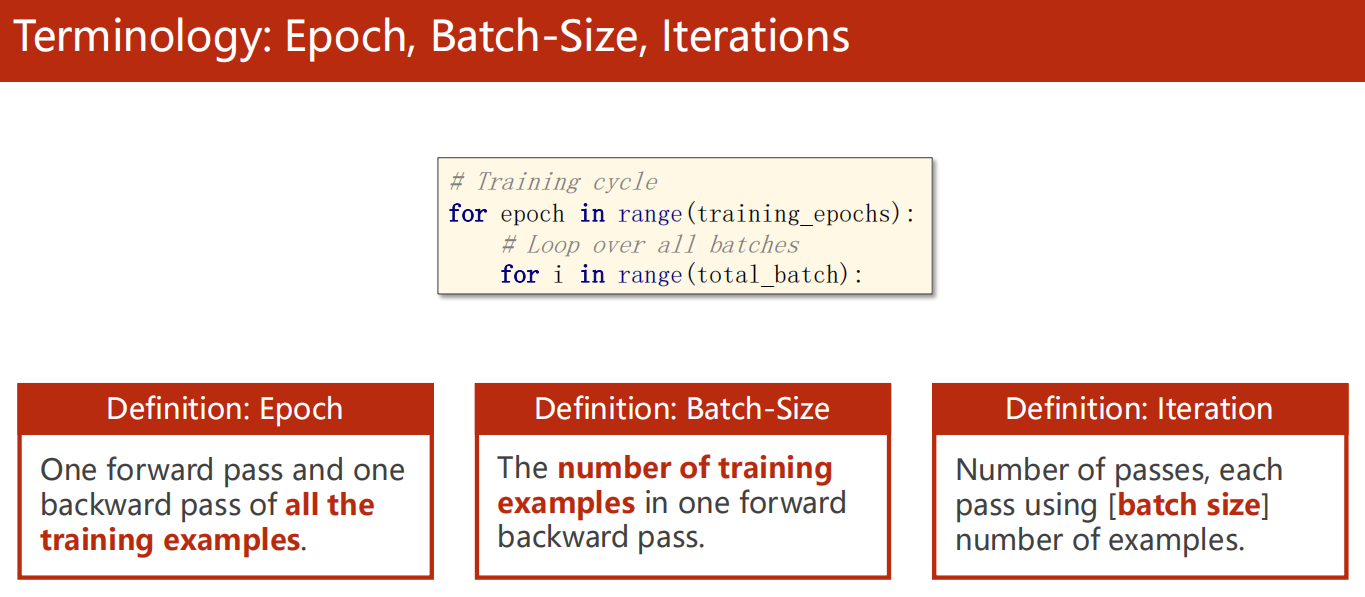 Terminology: Epoch, Batch-Size, Iterations
# Training cycle
for epoch in range(training_epochs):
    # Loop over all batches
    for i in range(total_batch):
Definition: Epoch
One forward pass and one
backward pass of all the
training examples.
Definition: Batch-Size
The number of training
examples in one forward
backward pass.
Definition: Iteration
Number of passes, each
pass using [batch size]
number of examples.